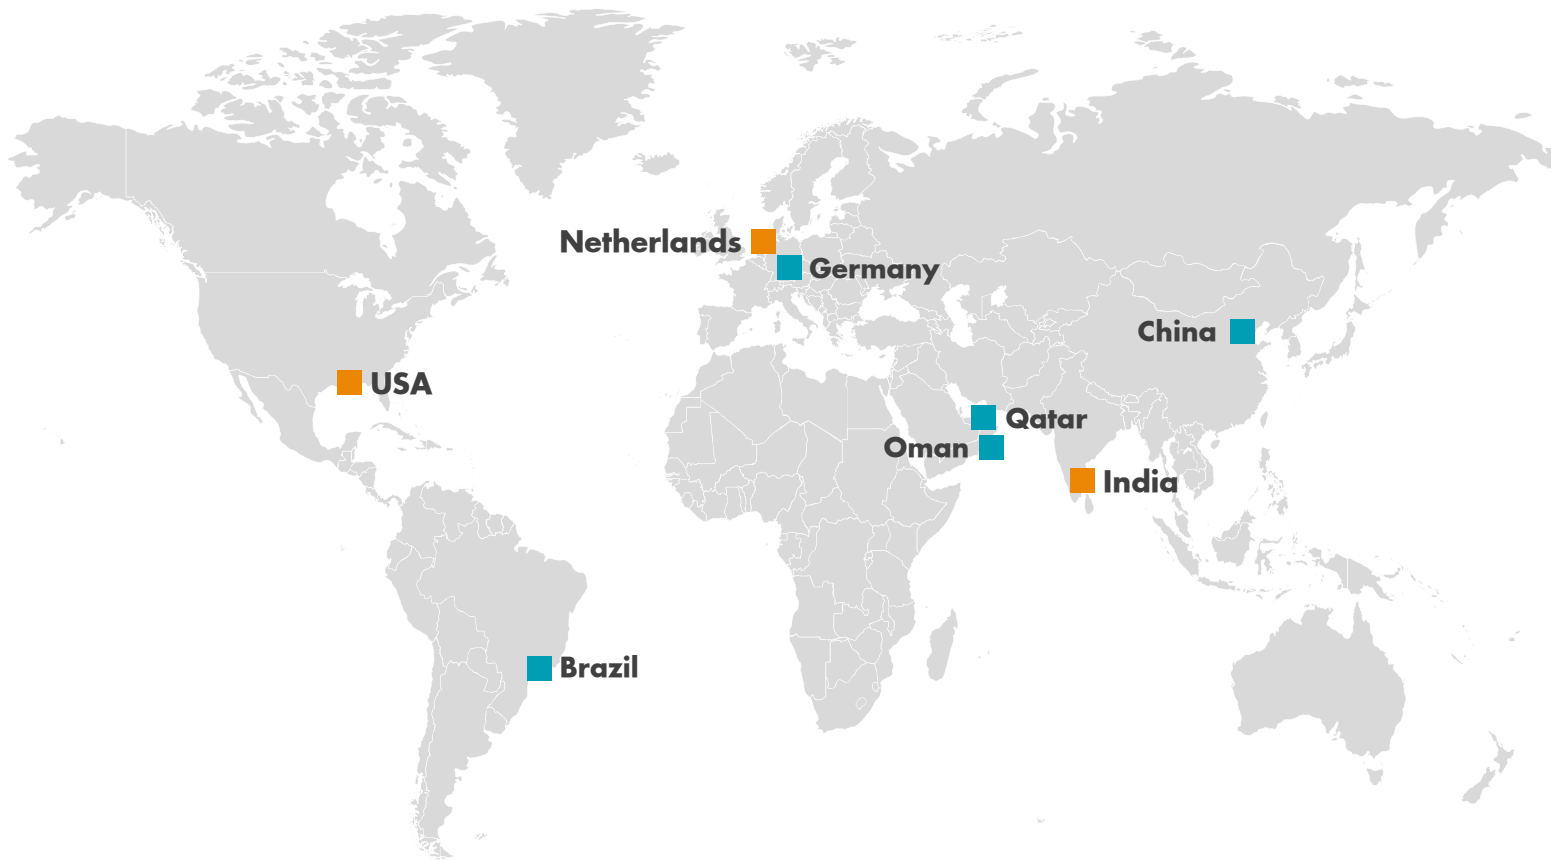 Netherlands
Germany
China
USA
Qatar
Oman
India
Brazil